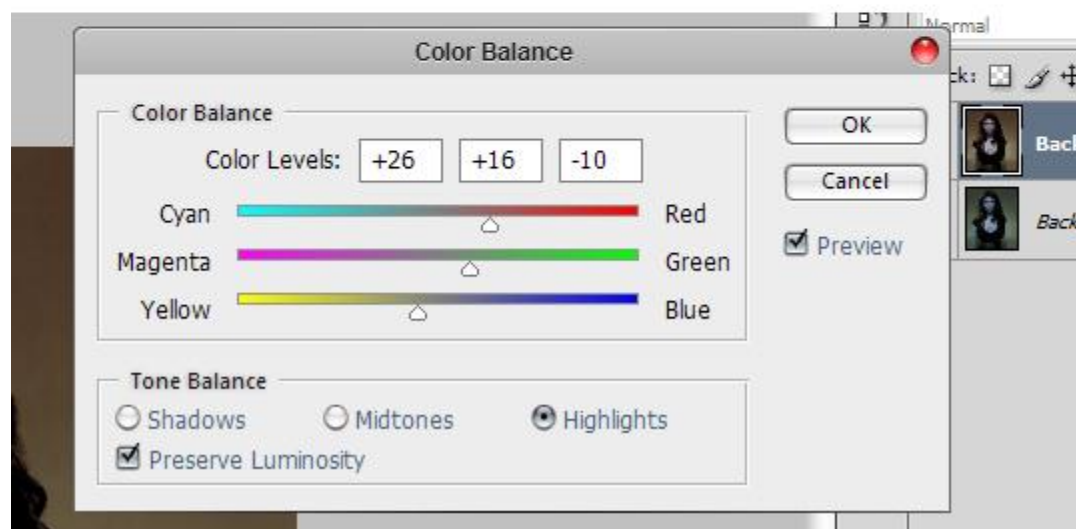 Normal
Color Balance
Color Balance
OK
Color Levels: +26 +16 -10
Cancel
Cyan Red
Preview
Magenta Green
Yellow Blue
Tone Balance
Shadows Midtones Highlights
Preserve Luminosity
Back
Back